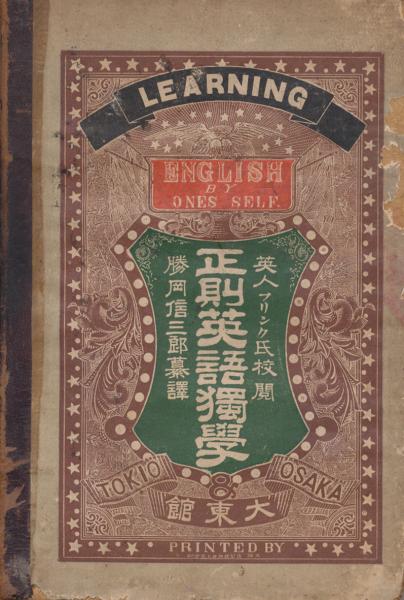 LEARNING
ENGLISH
BY
ONES SELF.
英人フリンク氏校閲
正則英語獨學
勝岡信三郎纂譯
TOKIO & OSAKA
館東大
PRINTED BY